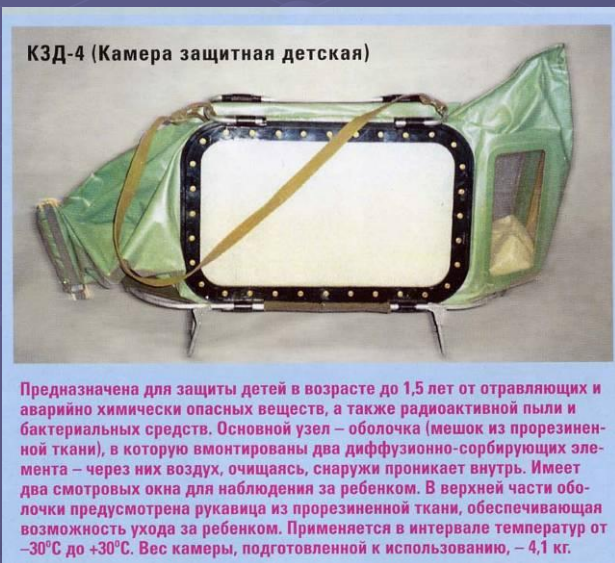 КЗД-4 (Камера защитная детская)
Предназначена для защиты детей в возрасте до 1,5 лет от отравляющих и
аварийно химически опасных веществ, а также радиоактивной пыли и
бактериальных средств. Основной узел – оболочка (мешок из прорезинен-
ной ткани), в которую вмонтированы два диффузионно-сорбирующих эле-
мента – через них воздух, очищаясь, снаружи проникает внутрь. Имеет
два смотровых окна для наблюдения за ребенком. В верхней части обо-
лочки предусмотрена рукавица из прорезиненной ткани, обеспечивающая
возможность ухода за ребенком. Применяется в интервале температур от
–30°С до +30°С. Вес камеры, подготовленной к использованию, – 4,1 кг.